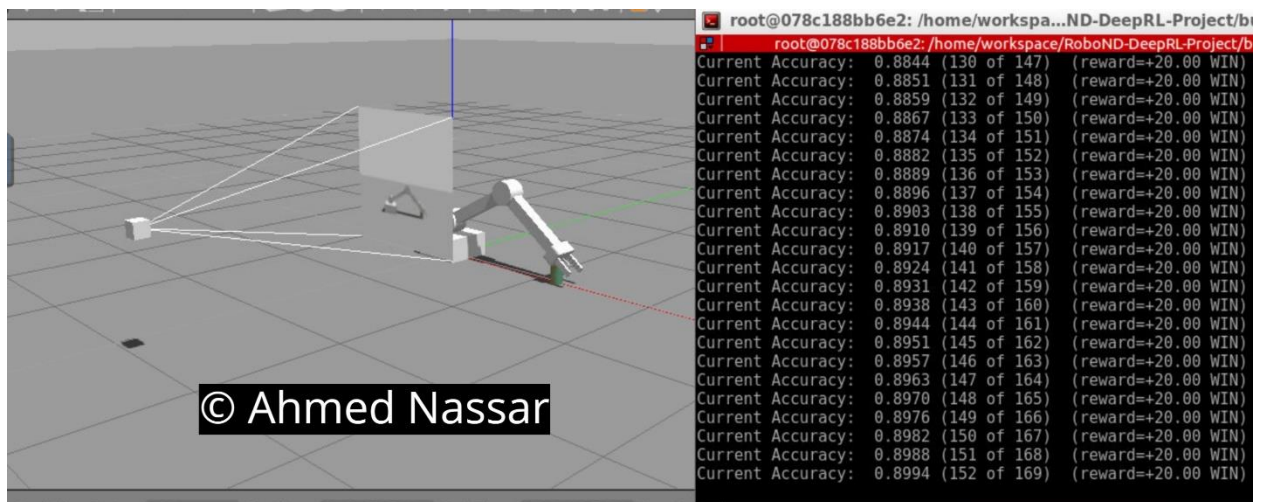 © Ahmed Nassar
root@078c188bb6e2: /home/workspa...ND-DeepRL-Project/bu
root@078c188bb6e2: /home/workspace/RoboND-DeepRL-Project/b
Current Accuracy:  0.8844 (130 of 147)  (reward=+20.00 WIN)
Current Accuracy:  0.8851 (131 of 148)  (reward=+20.00 WIN)
Current Accuracy:  0.8859 (132 of 149)  (reward=+20.00 WIN)
Current Accuracy:  0.8867 (133 of 150)  (reward=+20.00 WIN)
Current Accuracy:  0.8874 (134 of 151)  (reward=+20.00 WIN)
Current Accuracy:  0.8882 (135 of 152)  (reward=+20.00 WIN)
Current Accuracy:  0.8889 (136 of 153)  (reward=+20.00 WIN)
Current Accuracy:  0.8896 (137 of 154)  (reward=+20.00 WIN)
Current Accuracy:  0.8903 (138 of 155)  (reward=+20.00 WIN)
Current Accuracy:  0.8910 (139 of 156)  (reward=+20.00 WIN)
Current Accuracy:  0.8917 (140 of 157)  (reward=+20.00 WIN)
Current Accuracy:  0.8924 (141 of 158)  (reward=+20.00 WIN)
Current Accuracy:  0.8931 (142 of 159)  (reward=+20.00 WIN)
Current Accuracy:  0.8938 (143 of 160)  (reward=+20.00 WIN)
Current Accuracy:  0.8944 (144 of 161)  (reward=+20.00 WIN)
Current Accuracy:  0.8951 (145 of 162)  (reward=+20.00 WIN)
Current Accuracy:  0.8957 (146 of 163)  (reward=+20.00 WIN)
Current Accuracy:  0.8963 (147 of 164)  (reward=+20.00 WIN)
Current Accuracy:  0.8970 (148 of 165)  (reward=+20.00 WIN)
Current Accuracy:  0.8976 (149 of 166)  (reward=+20.00 WIN)
Current Accuracy:  0.8982 (150 of 167)  (reward=+20.00 WIN)
Current Accuracy:  0.8988 (151 of 168)  (reward=+20.00 WIN)
Current Accuracy:  0.8994 (152 of 169)  (reward=+20.00 WIN)